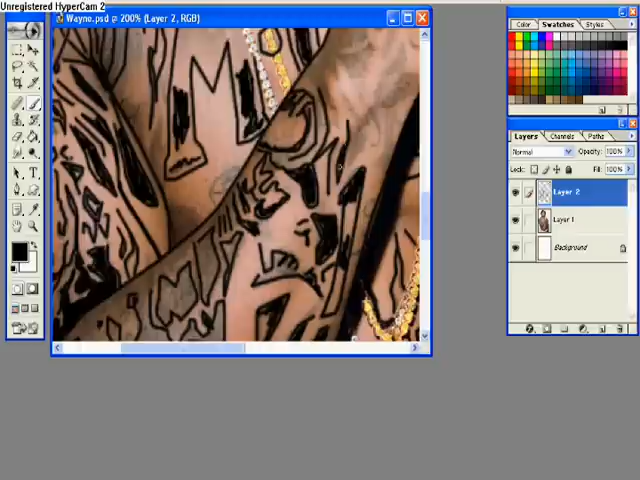 Unregistered HyperCam 2
Wayne.psd @ 200% (Layer 2, RGB)
Color Swatches Styles
Layers Channels Paths
Normal Opacity: 100%
Lock: Fill: 100%
Layer 2
Layer 1
Background